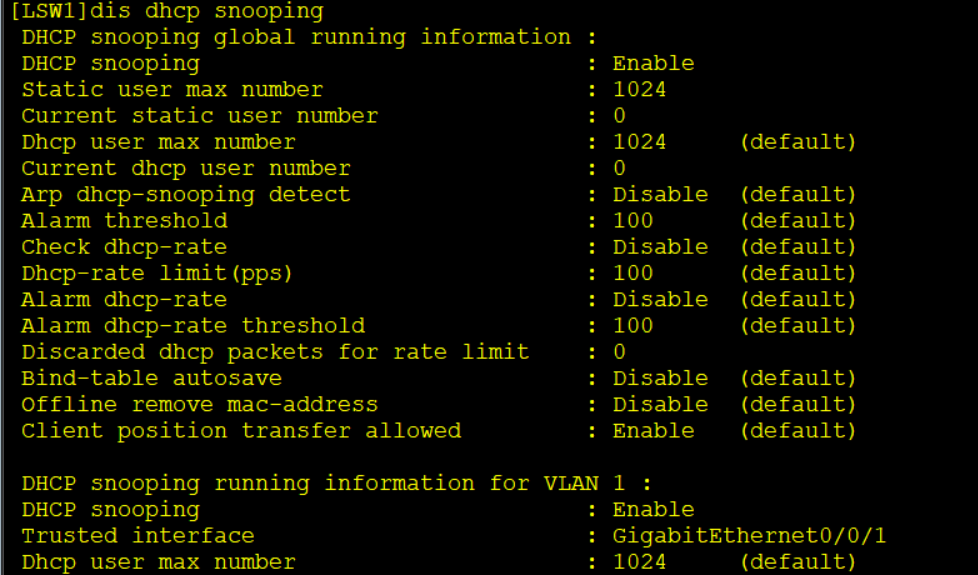 [LSW1]dis dhcp snooping
DHCP snooping global running information :
DHCP snooping : Enable
Static user max number : 1024
Current static user number : 0
Dhcp user max number : 1024 (default)
Current dhcp user number : 0
Arp dhcp-snooping detect : Disable (default)
Alarm threshold : 100 (default)
Check dhcp-rate : Disable (default)
Dhcp-rate limit(pps) : 100 (default)
Alarm dhcp-rate : Disable (default)
Alarm dhcp-rate threshold : 100 (default)
Discarded dhcp packets for rate limit : 0
Bind-table autosave : Disable (default)
Offline remove mac-address : Disable (default)
Client position transfer allowed : Enable (default)
DHCP snooping running information for VLAN 1 :
DHCP snooping : Enable
Trusted interface : GigabitEthernet0/0/1
Dhcp user max number : 1024 (default)